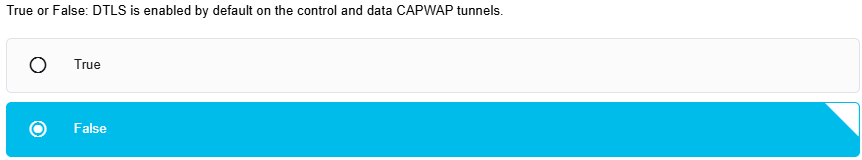 True or False: DTLS is enabled by default on the control and data CAPWAP tunnels.
True
False